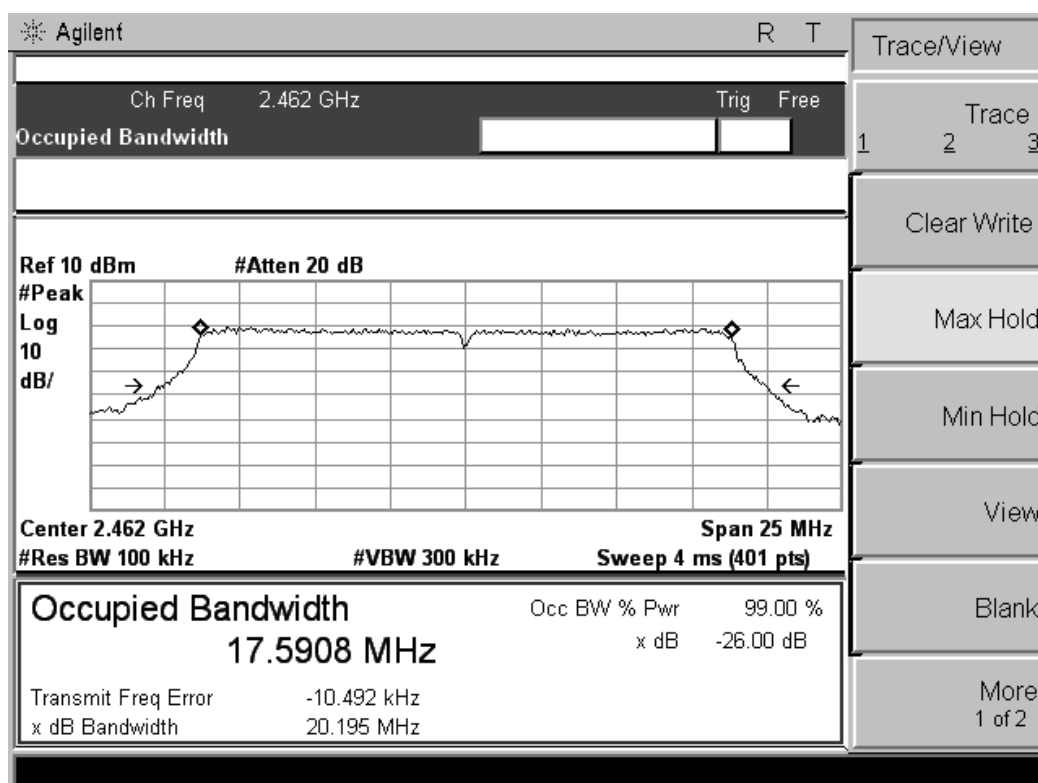 Agilent R T
Trace/View
Ch Freq 2.462 GHz Trig Free
Occupied Bandwidth
Trace
1 2 3
Clear Write
Ref 10 dBm #Atten 20 dB
#Peak
Log
10
dB/
Max Hold
Min Hold
View
Center 2.462 GHz Span 25 MHz
#Res BW 100 kHz #VBW 300 kHz Sweep 4 ms (401 pts)
Occupied Bandwidth
17.5908 MHz
Occ BW % Pwr 99.00 %
x dB -26.00 dB
Transmit Freq Error -10.492 kHz
x dB Bandwidth 20.195 MHz
Blank
More
1 of 2